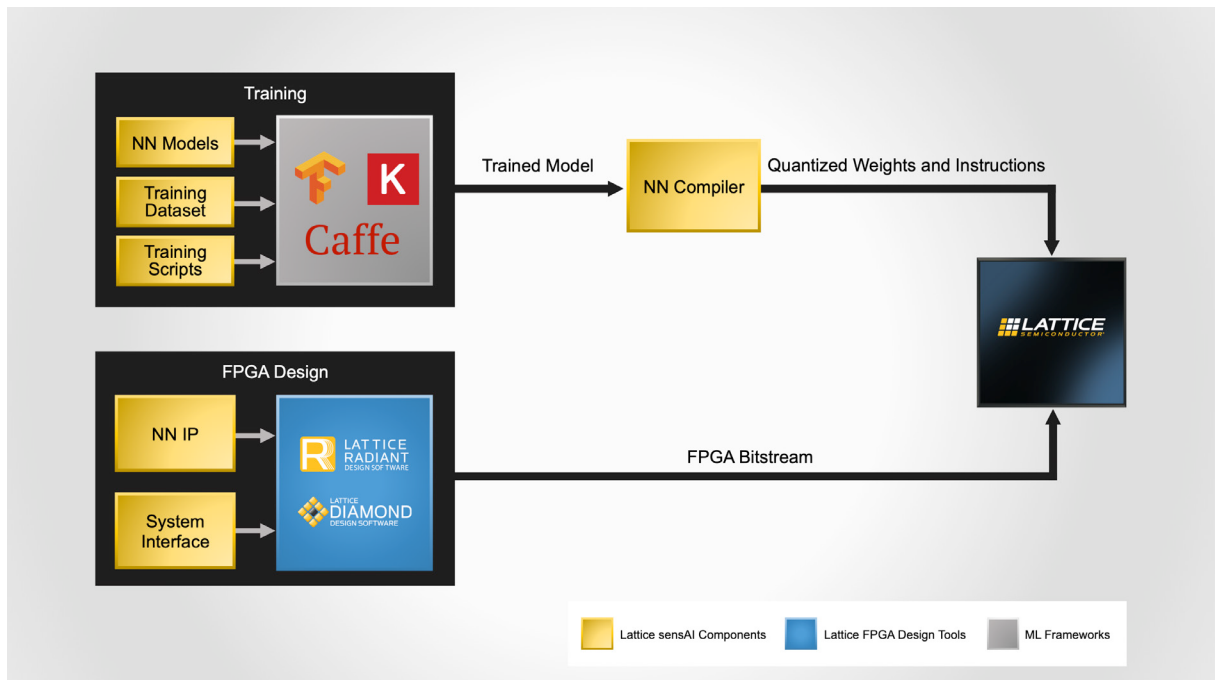 Training
NN Models
Training
Dataset
Training
Scripts
K
Caffe
Trained Model
NN Compiler
Quantized Weights and Instructions
LATTICE
SEMICONDUCTOR
FPGA Design
NN IP
System
Interface
R
LATTICE
RADIANT
DESIGN SOFTWARE
LATTICE
DIAMOND
DESIGN SOFTWARE
FPGA Bitstream
Lattice sensAI Components
Lattice FPGA Design Tools
ML Frameworks